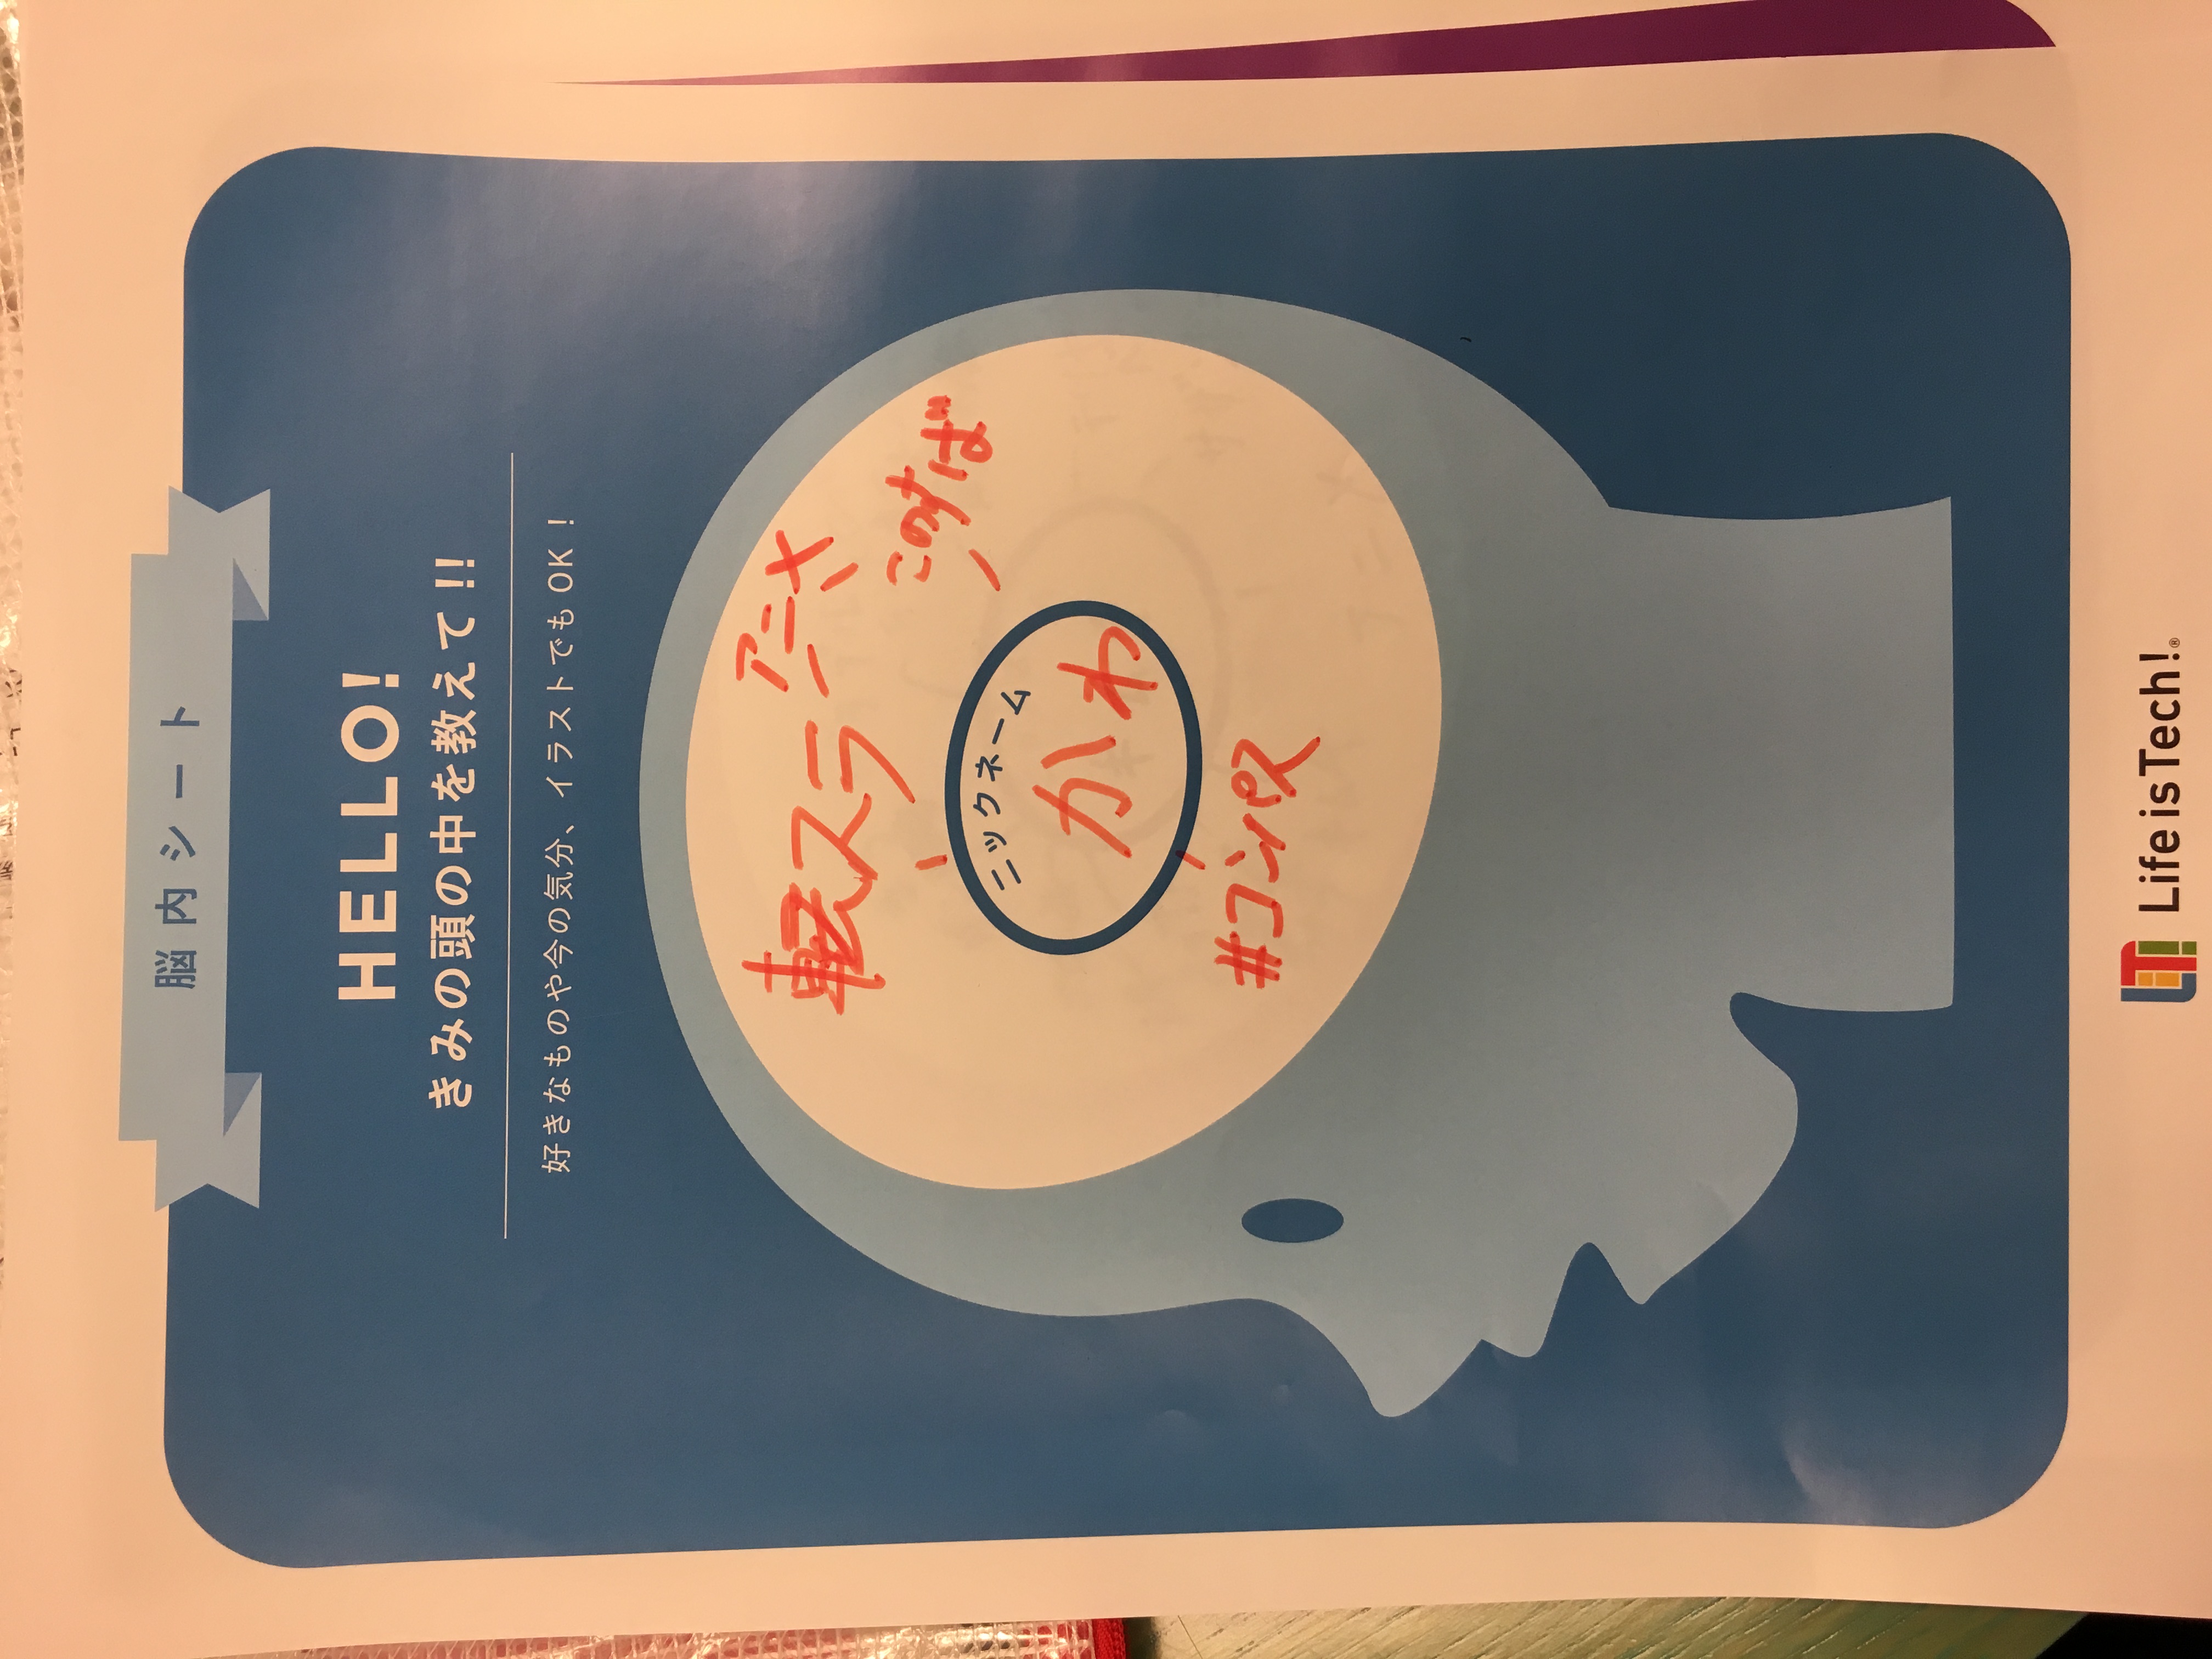 脳内シート
HELLO!
きみの頭の中を教えて!!
好きなものや今の気分、イラストでもOK!
アニメ
転スラ
このすば
ニックネーム
かわ
#コンパス
Life is Tech!®